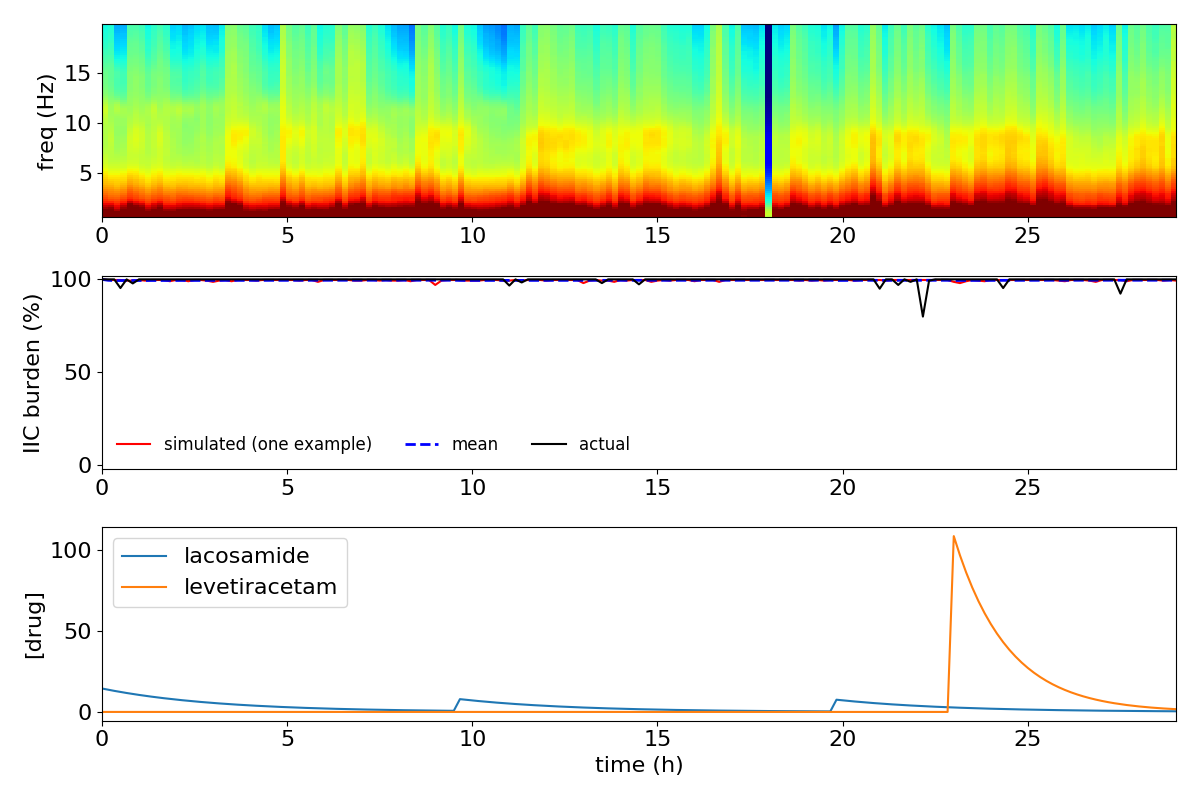 freq (Hz)
15
10
5
0 5 10 15 20 25
IIC burden (%)
100
50
0
simulated (one example) mean actual
0 5 10 15 20 25
[drug]
100
50
0
lacosamide
levetiracetam
0 5 10 15 20 25
time (h)